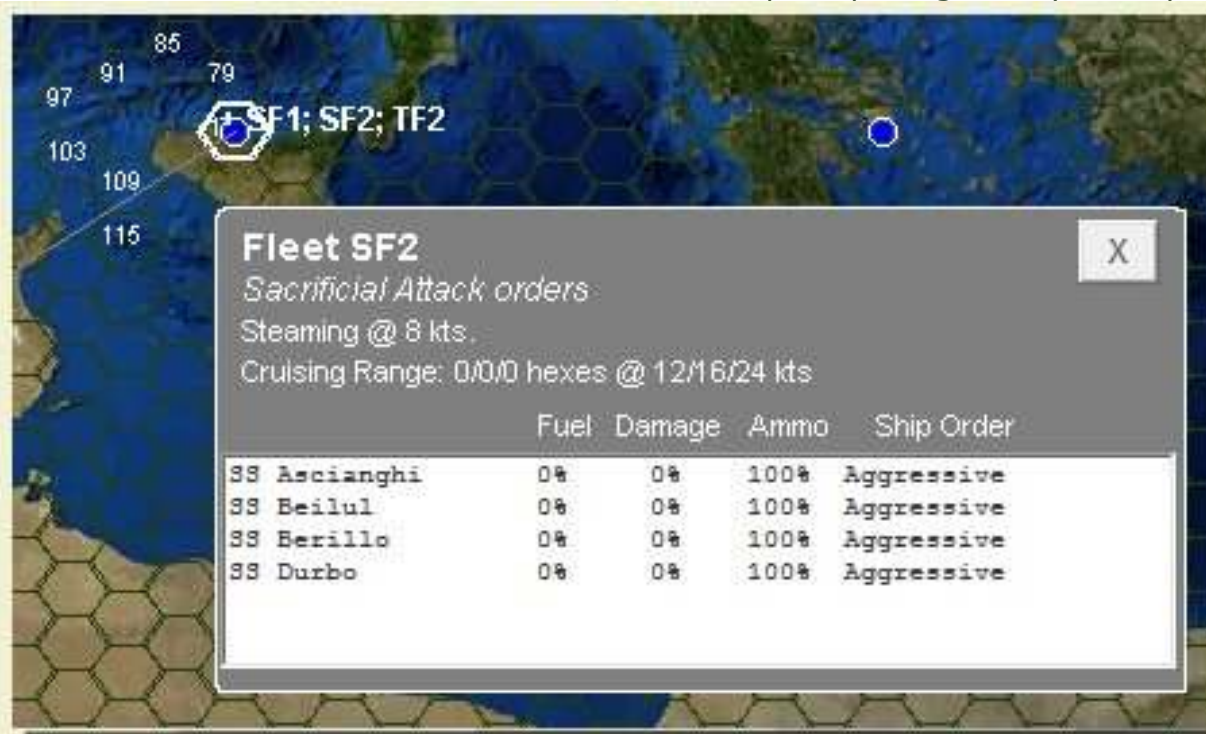 85
91 79
97
SF1; SF2; TF2
103
109
115
Fleet SF2
X
Sacrificial Attack orders
Steaming @ 8 kts.
Cruising Range: 0/0/0 hexes @ 12/16/24 kts
Fuel Damage Ammo Ship Order
SS Ascianghi 0% 0% 100% Aggressive
SS Beilul 0% 0% 100% Aggressive
SS Berillo 0% 0% 100% Aggressive
SS Durbo 0% 0% 100% Aggressive